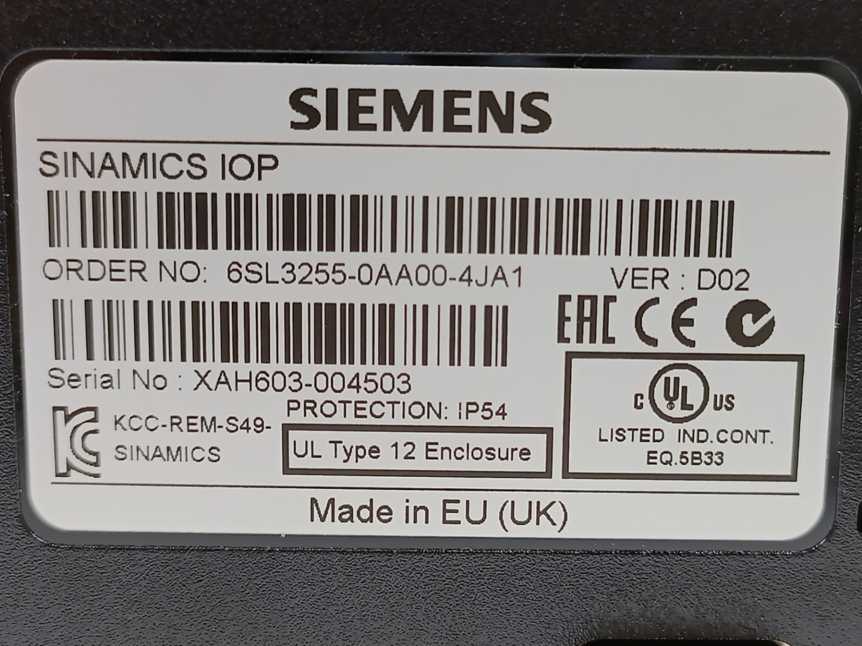 SIEMENS
SINAMICS IOP
ORDER NO: 6SL3255-0AA00-4JA1 VER : D02
EAC CE
Serial No : XAH603-004503
PROTECTION: IP54
KCC-REM-S49-
SINAMICS
UL Type 12 Enclosure
C UL US
LISTED IND.CONT.
EQ.5B33
Made in EU (UK)